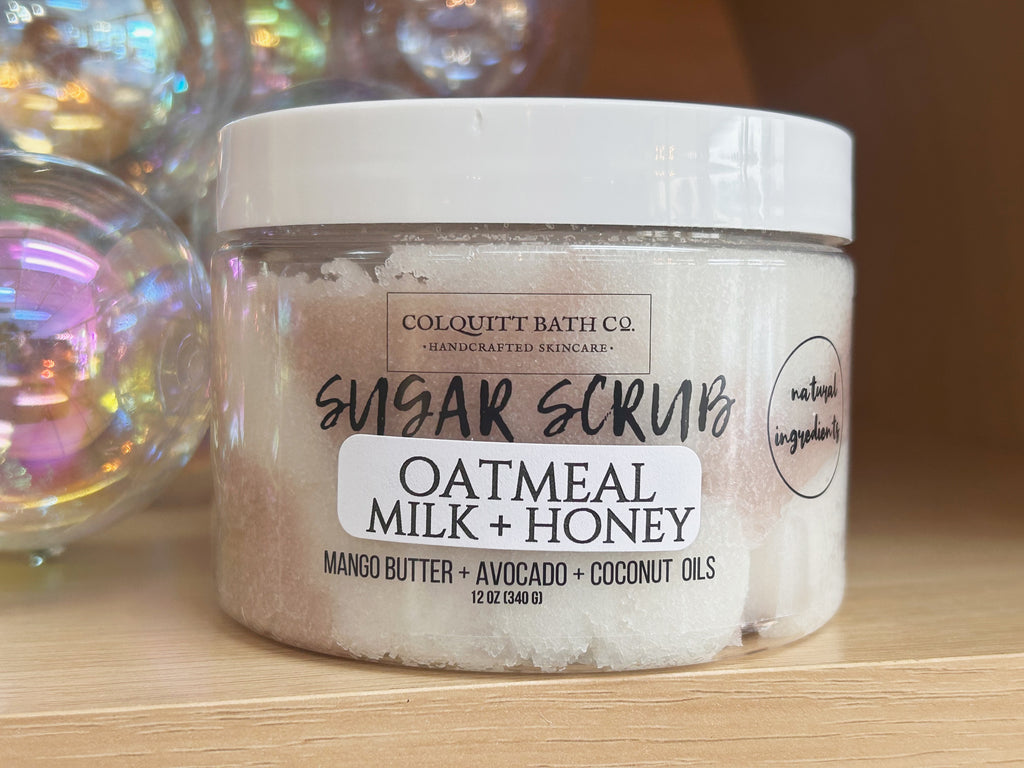 COLQUITT BATH CO.
·HANDCRAFTED SKINCARE·
SUGAR SCRUB
OATMEAL
MILK + HONEY
MANGO BUTTER + AVOCADO + COCONUT OILS
12 OZ (340 G)
natural
ingredients